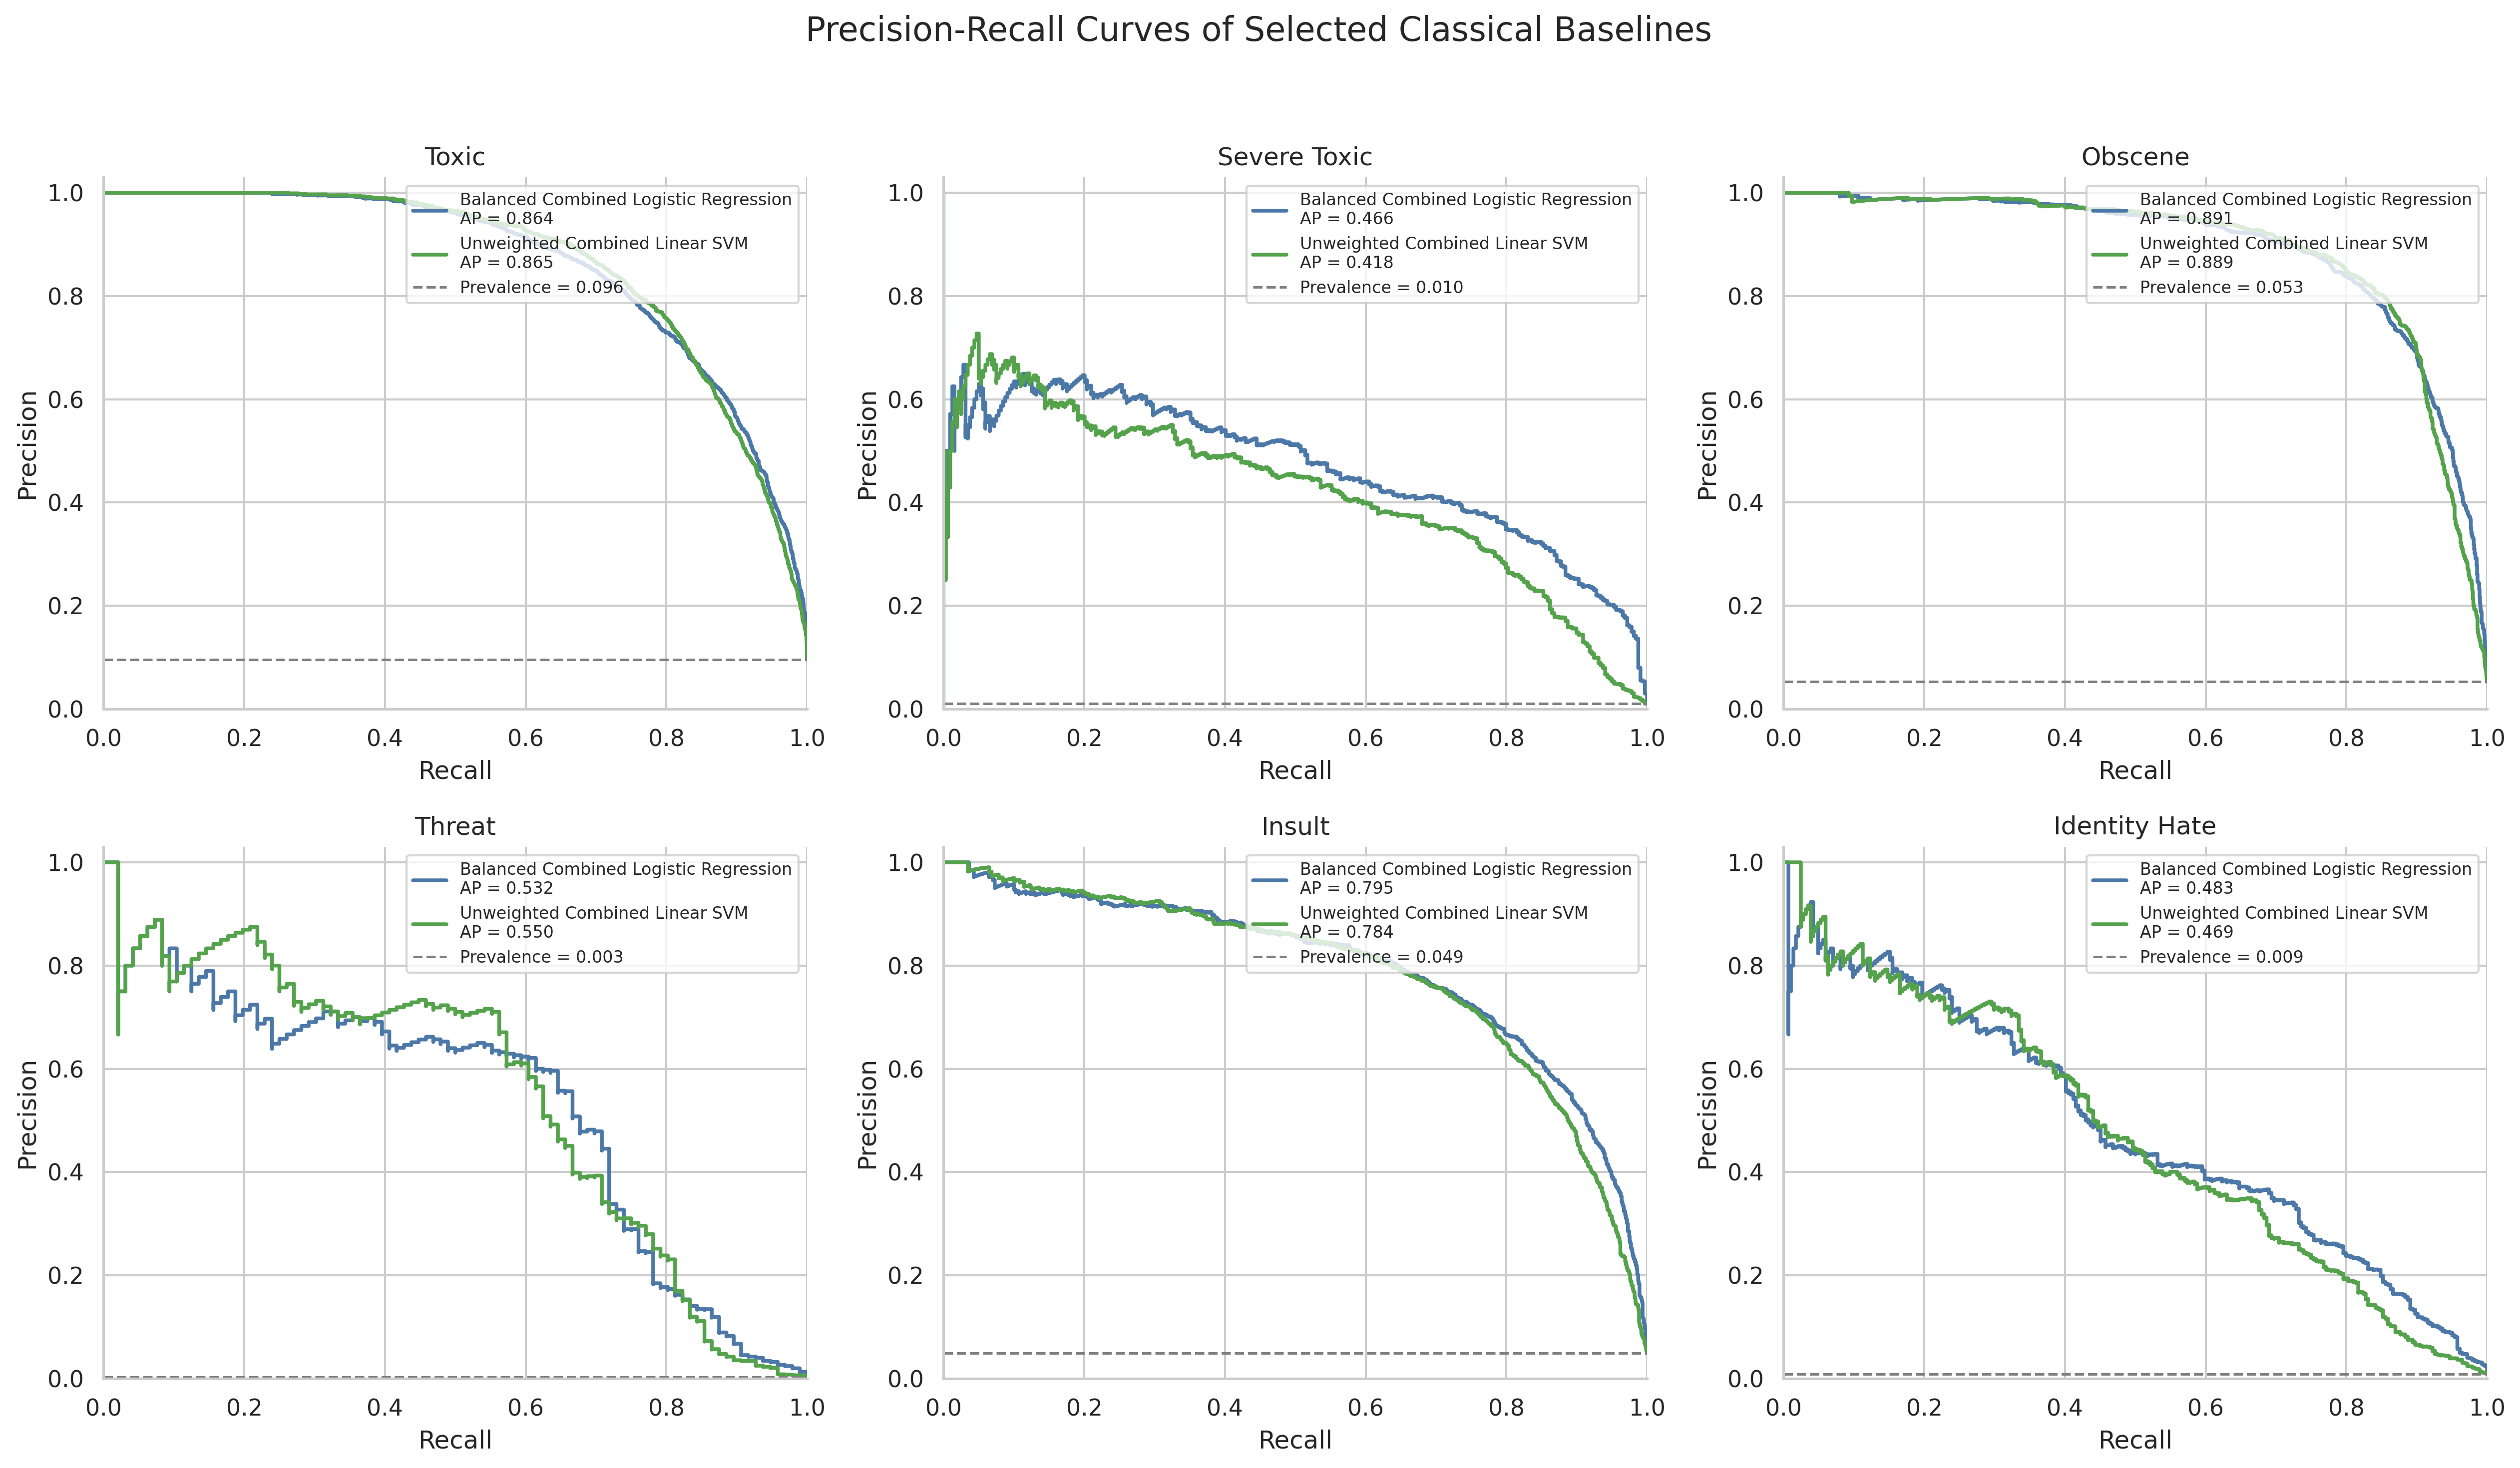 Precision-Recall Curves of Selected Classical Baselines
Toxic
Precision
1.0
0.8
0.6
0.4
0.2
0.0
Balanced Combined Logistic Regression
AP = 0.864
Unweighted Combined Linear SVM
AP = 0.865
Prevalence = 0.096
0.0 0.2 0.4 0.6 0.8 1.0
Recall
Severe Toxic
Precision
1.0
0.8
0.6
0.4
0.2
0.0
Balanced Combined Logistic Regression
AP = 0.466
Unweighted Combined Linear SVM
AP = 0.418
Prevalence = 0.010
0.0 0.2 0.4 0.6 0.8 1.0
Recall
Obscene
Precision
1.0
0.8
0.6
0.4
0.2
0.0
Balanced Combined Logistic Regression
AP = 0.891
Unweighted Combined Linear SVM
AP = 0.889
Prevalence = 0.053
0.0 0.2 0.4 0.6 0.8 1.0
Recall
Threat
Precision
1.0
0.8
0.6
0.4
0.2
0.0
Balanced Combined Logistic Regression
AP = 0.532
Unweighted Combined Linear SVM
AP = 0.550
Prevalence = 0.003
0.0 0.2 0.4 0.6 0.8 1.0
Recall
Insult
Precision
1.0
0.8
0.6
0.4
0.2
0.0
Balanced Combined Logistic Regression
AP = 0.795
Unweighted Combined Linear SVM
AP = 0.784
Prevalence = 0.049
0.0 0.2 0.4 0.6 0.8 1.0
Recall
Identity Hate
Precision
1.0
0.8
0.6
0.4
0.2
0.0
Balanced Combined Logistic Regression
AP = 0.483
Unweighted Combined Linear SVM
AP = 0.469
Prevalence = 0.009
0.0 0.2 0.4 0.6 0.8 1.0
Recall